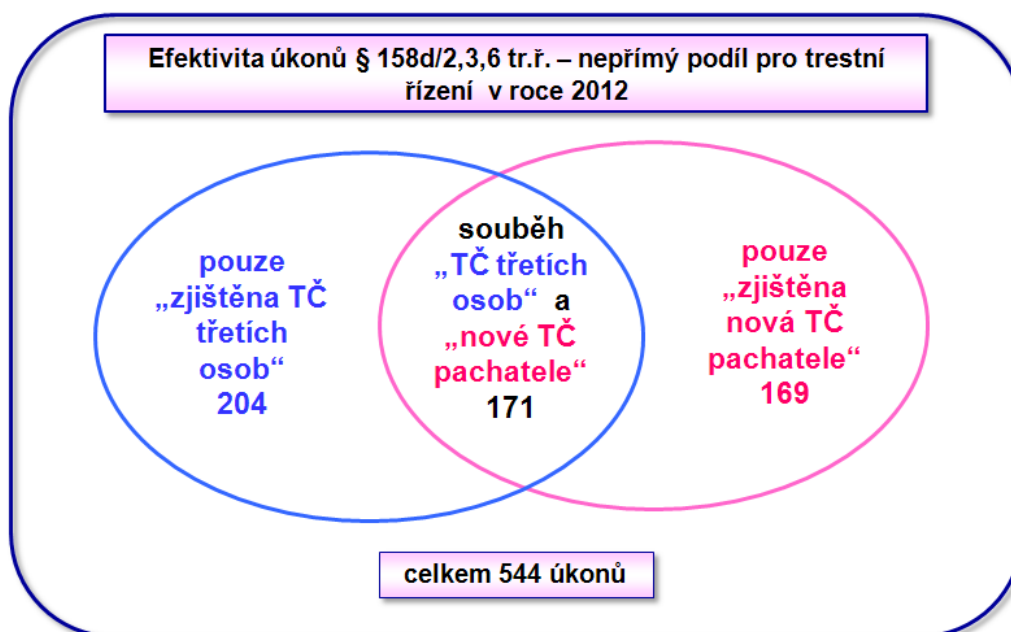 Efektivita úkonů § 158d/2,3,6 tr.ř. – nepřímý podíl pro trestní
řízení v roce 2012
pouze
„zjištěna TČ
třetích
osob“
204
souběh
„TČ třetích
osob“ a
„nové TČ
pachatele“
171
pouze
„zjištěna
nová TČ
pachatele“
169
celkem 544 úkonů